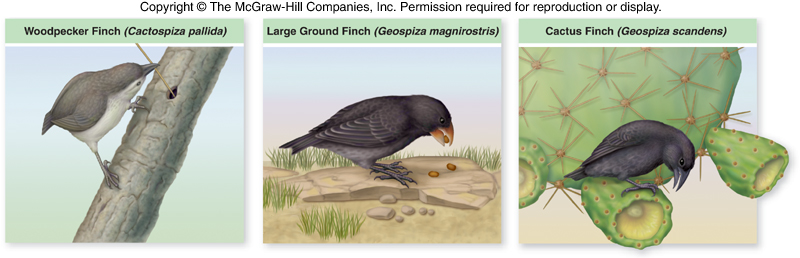 Copyright © The McGraw-Hill Companies, Inc. Permission required for reproduction or display.
Woodpecker Finch (Cactospiza pallida)
Large Ground Finch (Geospiza magnirostris)
Cactus Finch (Geospiza scandens)